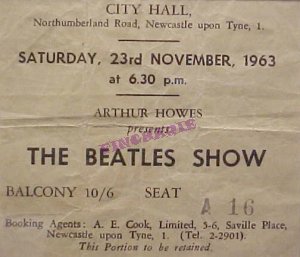 CITY HALL,
Northumberland Road, Newcastle upon Tyne, 1.
SATURDAY, 23rd NOVEMBER, 1963
at 6.30 p.m.
ARTHUR HOWES
presents
FINCHSHIE
THE BEATLES SHOW
BALCONY 10/6 SEAT A 16
Booking Agents: A. E. Cook, Limited, 5-6, Saville Place,
Newcastle upon Tyne, 1. (Tel. 2-2901).
This Portion to be retained.